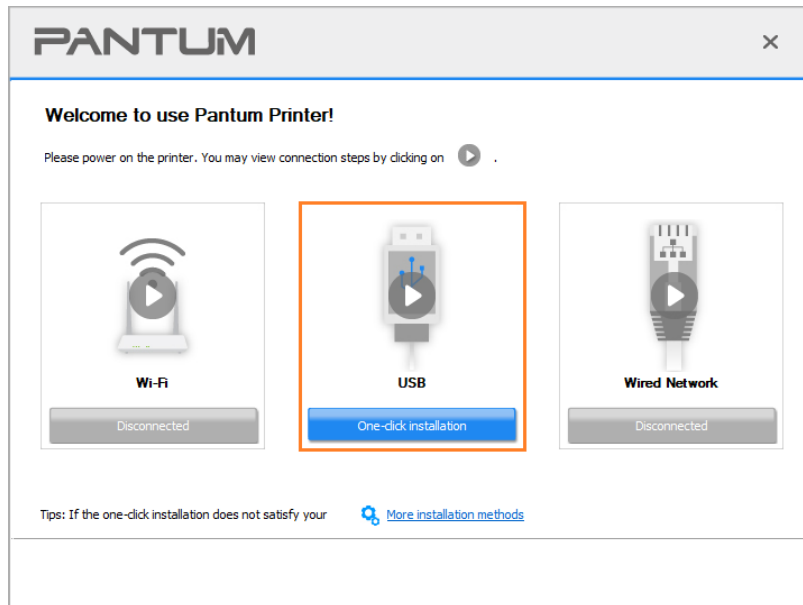 PANTUM
Welcome to use Pantum Printer!
Please power on the printer. You may view connection steps by clicking on .
Wi-Fi
USB
Wired Network
Disconnected
One-click installation
Disconnected
Tips: If the one-click installation does not satisfy your More installation methods